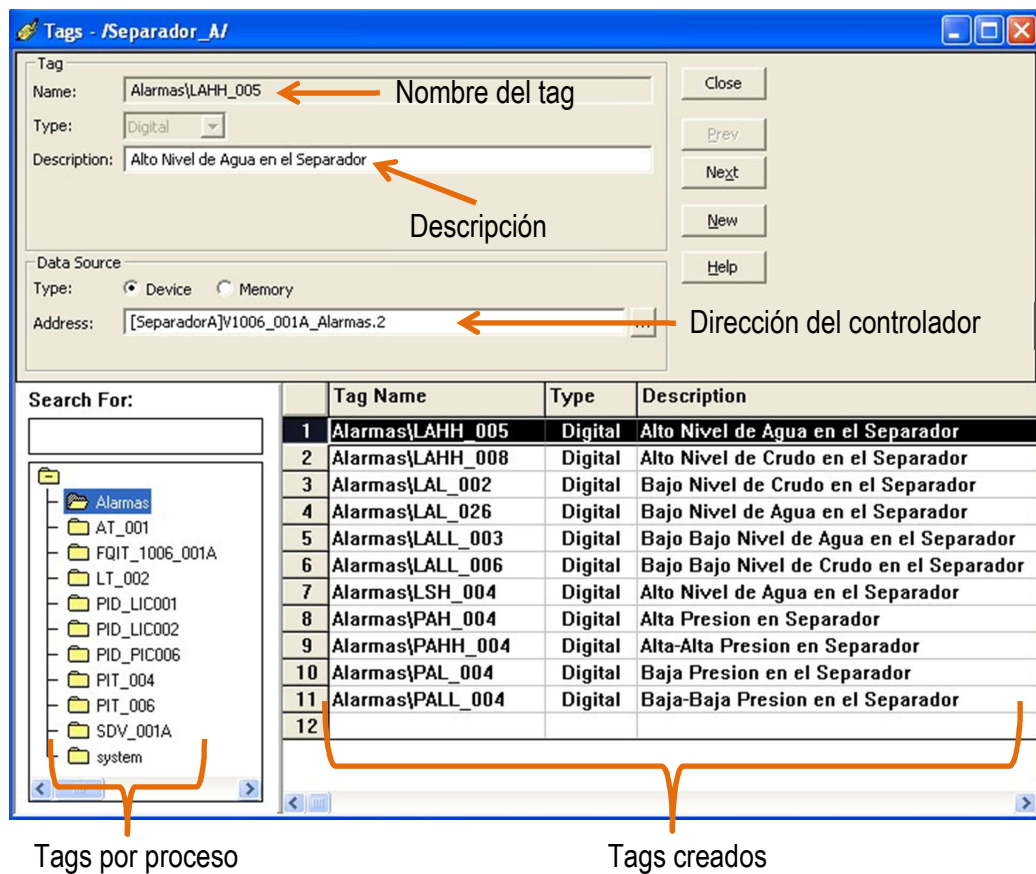 Tags - /Separador_A/
Tag
Name: Alarmas\LAHH_005
Nombre del tag
Close
Type: Digital
Prev
Description: Alto Nivel de Agua en el Separador
Next
Descripción
New
Data Source
Help
Type: Device Memory
Address: [SeparadorA]V1006_001A_Alarmas.2 ...
Dirección del controlador
Search For:
Alarmas
AT_001
FQIT_1006_001A
LT_002
PID_LIC001
PID_LIC002
PID_PIC006
PIT_004
PIT_006
SDV_001A
system
Tag Name Type Description
1 Alarmas\LAHH_005 Digital Alto Nivel de Agua en el Separador
2 Alarmas\LAHH_008 Digital Alto Nivel de Crudo en el Separador
3 Alarmas\LAL_002 Digital Bajo Nivel de Crudo en el Separador
4 Alarmas\LAL_026 Digital Bajo Nivel de Agua en el Separador
5 Alarmas\LALL_003 Digital Bajo Bajo Nivel de Agua en el Separador
6 Alarmas\LALL_006 Digital Bajo Bajo Nivel de Crudo en el Separador
7 Alarmas\LSH_004 Digital Alto Nivel de Agua en el Separador
8 Alarmas\PAH_004 Digital Alta Presion en Separador
9 Alarmas\PAHH_004 Digital Alta-Alta Presion en Separador
10 Alarmas\PAL_004 Digital Baja Presion en el Separador
11 Alarmas\PALL_004 Digital Baja-Baja Presion en el Separador
12
Tags por proceso
Tags creados